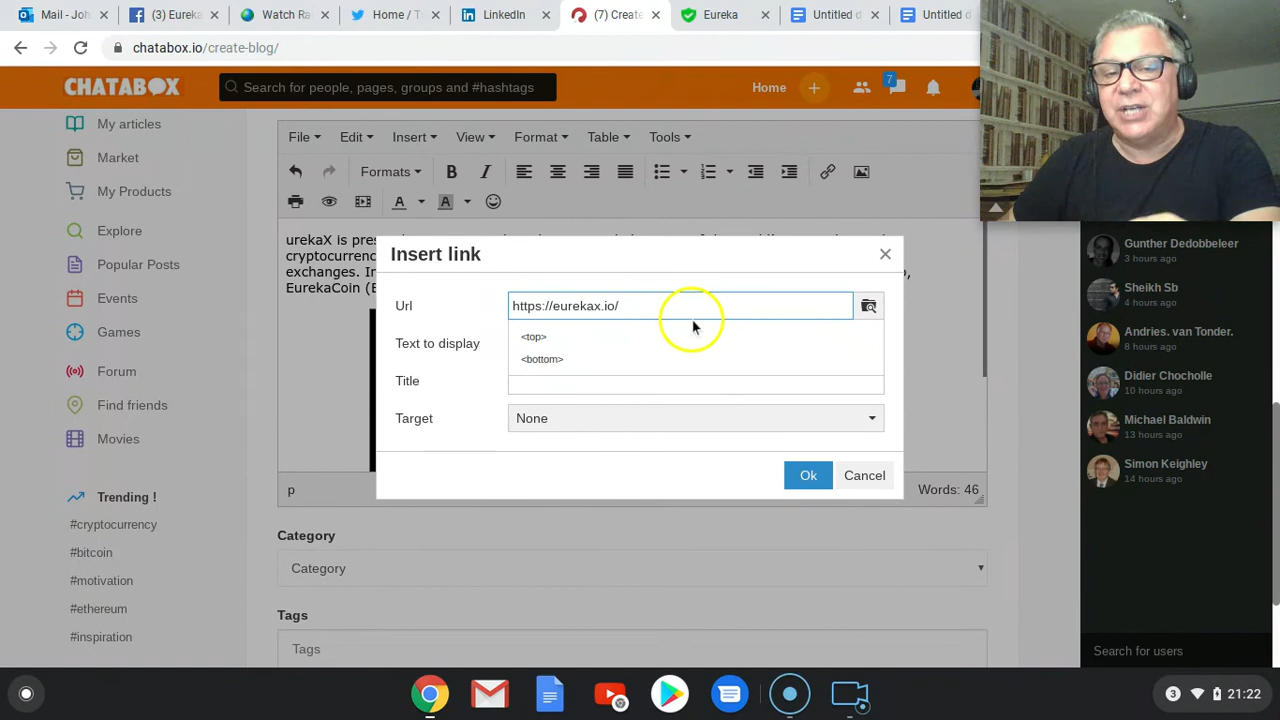 Mail - Joh
(3) Eureka
Watch Ra
Home / T
LinkedIn
(7) Create
Eureka
Untitled d
Untitled d
chatabox.io/create-blog/
CHATABOX
Search for people, pages, groups and #hashtags
Home
7
My articles
Market
My Products
Explore
Popular Posts
Events
Games
Forum
Find friends
Movies
Trending !
#cryptocurrency
#bitcoin
#motivation
#ethereum
#inspiration
File Edit Insert View Format Table Tools
Formats B I
A A
urekaX is pres
cryptocurrenc
exchanges. In
EurekaCoin (E
Insert link
Url
https://eurekax.io/
<top>
<bottom>
Text to display
Title
Target
None
Ok
Cancel
p
Words: 46
Category
Category
Tags
Tags
Gunther Dedobbeleer
3 hours ago
Sheikh Sb
4 hours ago
Andries. van Tonder.
6 hours ago
Didier Chocholle
10 hours ago
Michael Baldwin
13 hours ago
Simon Keighley
14 hours ago
Search for users
3
21:22